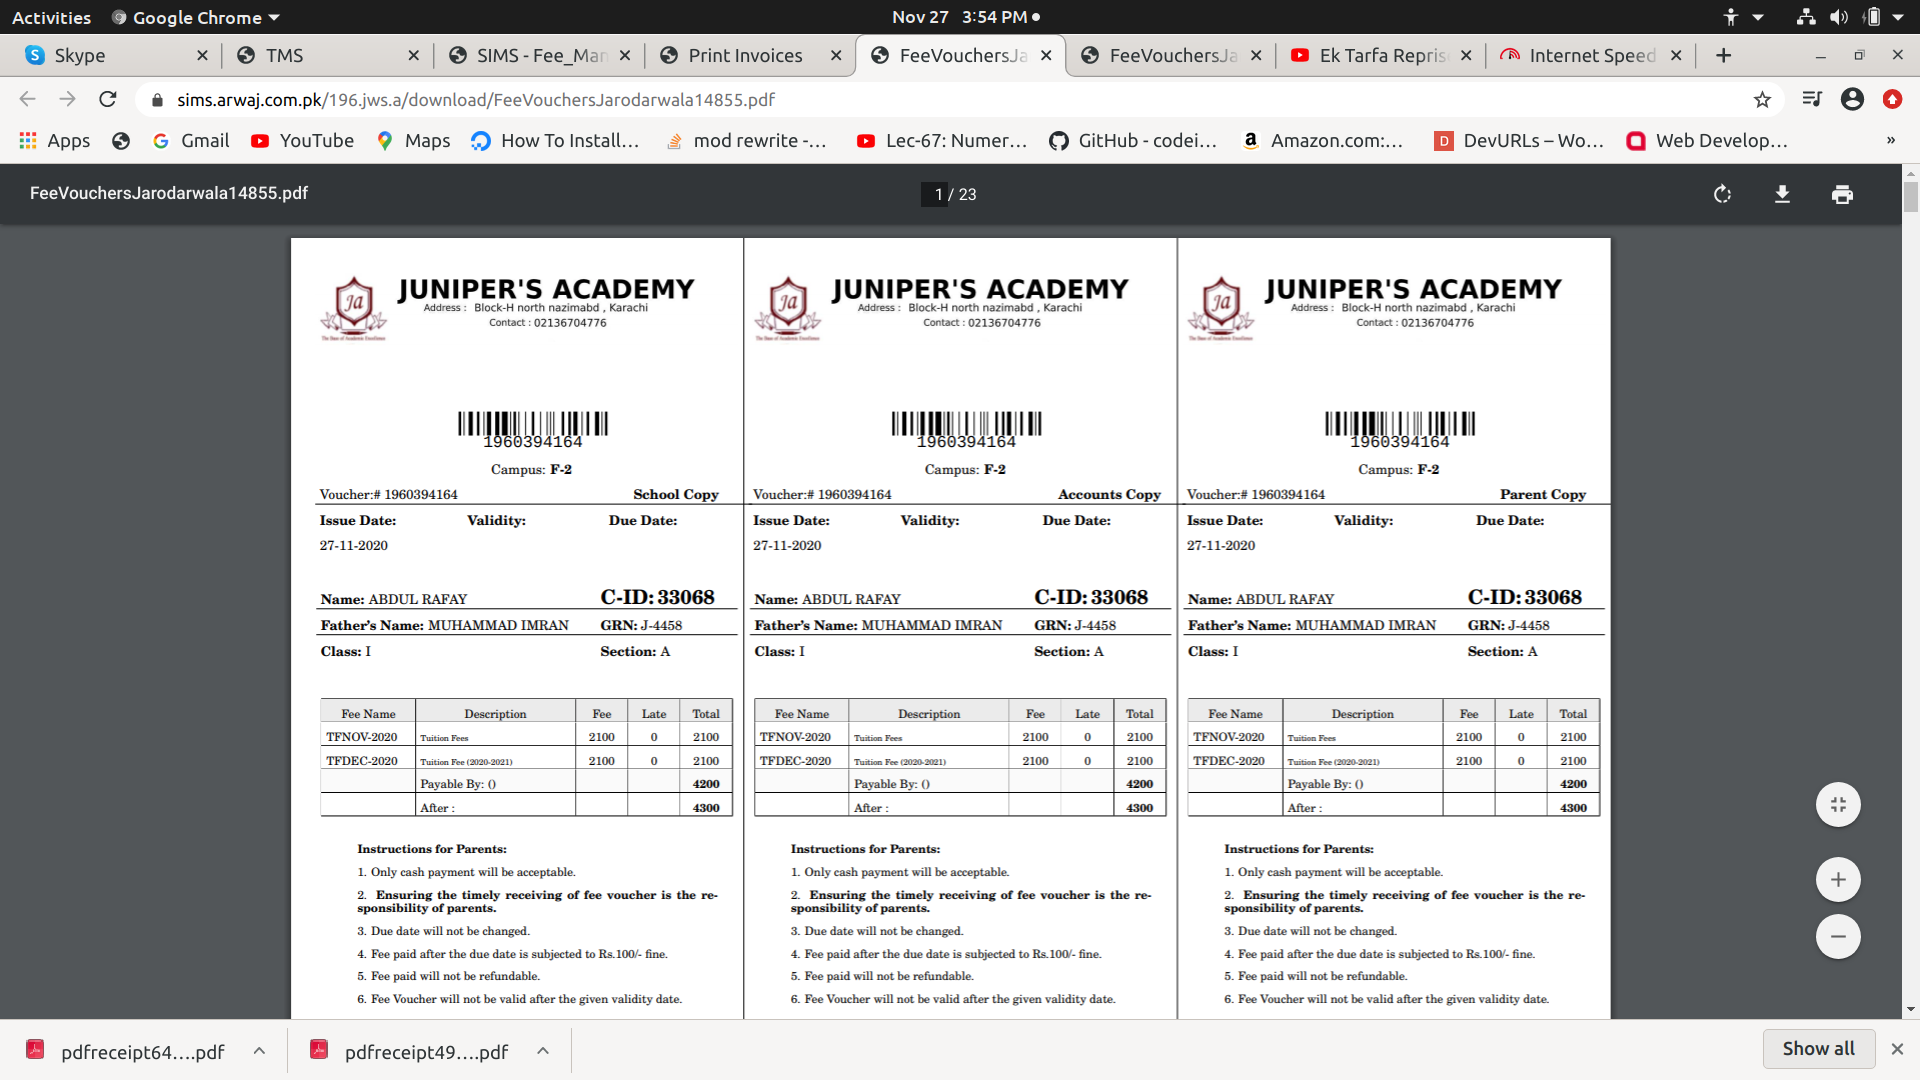 Activities Google Chrome Nov 27 3:54 PM
Skype TMS SIMS - Fee_Man Print Invoices FeeVouchersJa FeeVouchersJa Ek Tarfa Repris Internet Speed
sims.arwaj.com.pk/196.jws.a/download/FeeVouchersJarodarwala14855.pdf
Apps Gmail YouTube Maps How To Install... mod rewrite -... Lec-67: Numer... GitHub - codei... Amazon.com:... DevURLs – Wo... Web Develop... »
FeeVouchersJarodarwala14855.pdf 1 / 23
JUNIPER'S ACADEMY
Address : Block-H north nazimabd , Karachi
Contact : 02136704776
1960394164
Campus: F-2
Voucher:# 1960394164 School Copy
Issue Date: Validity: Due Date:
27-11-2020
Name: ABDUL RAFAY C-ID: 33068
Father's Name: MUHAMMAD IMRAN GRN: J-4458
Class: I Section: A
Fee Name Description Fee Late Total
TFNOV-2020 Tuition Fees 2100 0 2100
TFDEC-2020 Tuition Fee (2020-2021) 2100 0 2100
Payable By: () 4200
After : 4300
Instructions for Parents:
1. Only cash payment will be acceptable.
2. Ensuring the timely receiving of fee voucher is the re-
sponsibility of parents.
3. Due date will not be changed.
4. Fee paid after the due date is subjected to Rs.100/- fine.
5. Fee paid will not be refundable.
6. Fee Voucher will not be valid after the given validity date.
JUNIPER'S ACADEMY
Address : Block-H north nazimabd , Karachi
Contact : 02136704776
1960394164
Campus: F-2
Voucher:# 1960394164 Accounts Copy
Issue Date: Validity: Due Date:
27-11-2020
Name: ABDUL RAFAY C-ID: 33068
Father's Name: MUHAMMAD IMRAN GRN: J-4458
Class: I Section: A
Fee Name Description Fee Late Total
TFNOV-2020 Tuition Fees 2100 0 2100
TFDEC-2020 Tuition Fee (2020-2021) 2100 0 2100
Payable By: () 4200
After : 4300
Instructions for Parents:
1. Only cash payment will be acceptable.
2. Ensuring the timely receiving of fee voucher is the re-
sponsibility of parents.
3. Due date will not be changed.
4. Fee paid after the due date is subjected to Rs.100/- fine.
5. Fee paid will not be refundable.
6. Fee Voucher will not be valid after the given validity date.
JUNIPER'S ACADEMY
Address : Block-H north nazimabd , Karachi
Contact : 02136704776
1960394164
Campus: F-2
Voucher:# 1960394164 Parent Copy
Issue Date: Validity: Due Date:
27-11-2020
Name: ABDUL RAFAY C-ID: 33068
Father's Name: MUHAMMAD IMRAN GRN: J-4458
Class: I Section: A
Fee Name Description Fee Late Total
TFNOV-2020 Tuition Fees 2100 0 2100
TFDEC-2020 Tuition Fee (2020-2021) 2100 0 2100
Payable By: () 4200
After : 4300
Instructions for Parents:
1. Only cash payment will be acceptable.
2. Ensuring the timely receiving of fee voucher is the re-
sponsibility of parents.
3. Due date will not be changed.
4. Fee paid after the due date is subjected to Rs.100/- fine.
5. Fee paid will not be refundable.
6. Fee Voucher will not be valid after the given validity date.
pdfreceipt64....pdf pdfreceipt49....pdf Show all